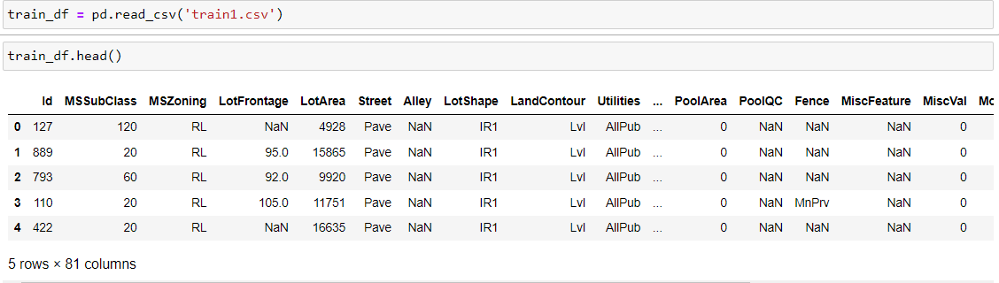 train_df = pd.read_csv('train1.csv')
train_df.head()
Id MSSubClass MSZoning LotFrontage LotArea Street Alley LotShape LandContour Utilities ... PoolArea PoolQC Fence MiscFeature MiscVal Mo
0 127 120 RL NaN 4928 Pave NaN IR1 Lvl AllPub ... 0 NaN NaN NaN 0
1 889 20 RL 95.0 15865 Pave NaN IR1 Lvl AllPub ... 0 NaN NaN NaN 0
2 793 60 RL 92.0 9920 Pave NaN IR1 Lvl AllPub ... 0 NaN NaN NaN 0
3 110 20 RL 105.0 11751 Pave NaN IR1 Lvl AllPub ... 0 NaN MnPrv NaN 0
4 422 20 RL NaN 16635 Pave NaN IR1 Lvl AllPub ... 0 NaN NaN NaN 0
5 rows × 81 columns